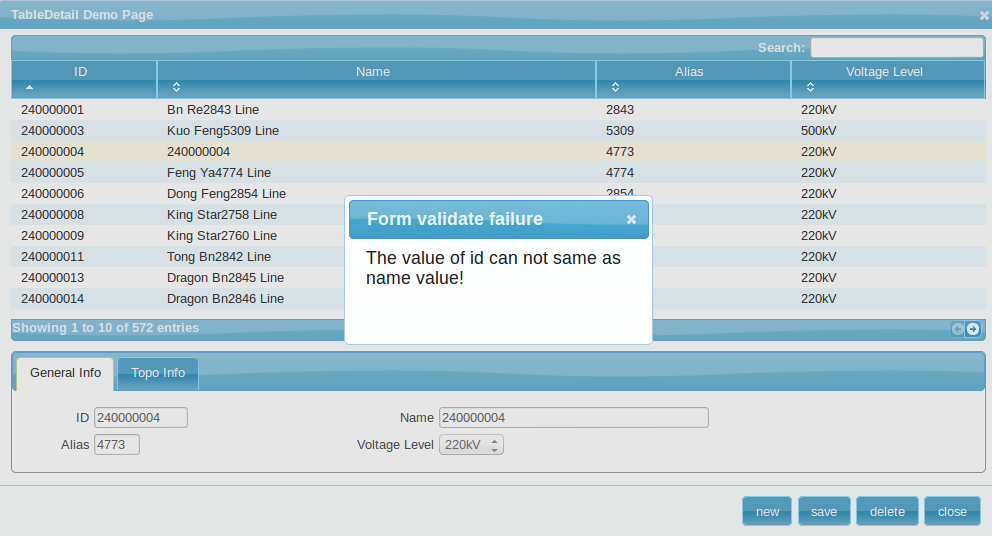 TableDetail Demo Page
Search:
ID Name Alias Voltage Level
240000001 Bn Re2843 Line 2843 220kV
240000003 Kuo Feng5309 Line 5309 500kV
240000004 240000004 4773 220kV
240000005 Feng Ya4774 Line 4774 220kV
240000006 Dong Feng2854 Line 2854 220kV
240000008 King Star2758 Line 220kV
240000009 King Star2760 Line 220kV
240000011 Tong Bn2842 Line 220kV
240000013 Dragon Bn2845 Line 220kV
240000014 Dragon Bn2846 Line 220kV
Form validate failure
The value of id can not same as
name value!
Showing 1 to 10 of 572 entries
General Info Topo Info
ID 240000004 Name 240000004
Alias 4773 Voltage Level 220kV
new save delete close